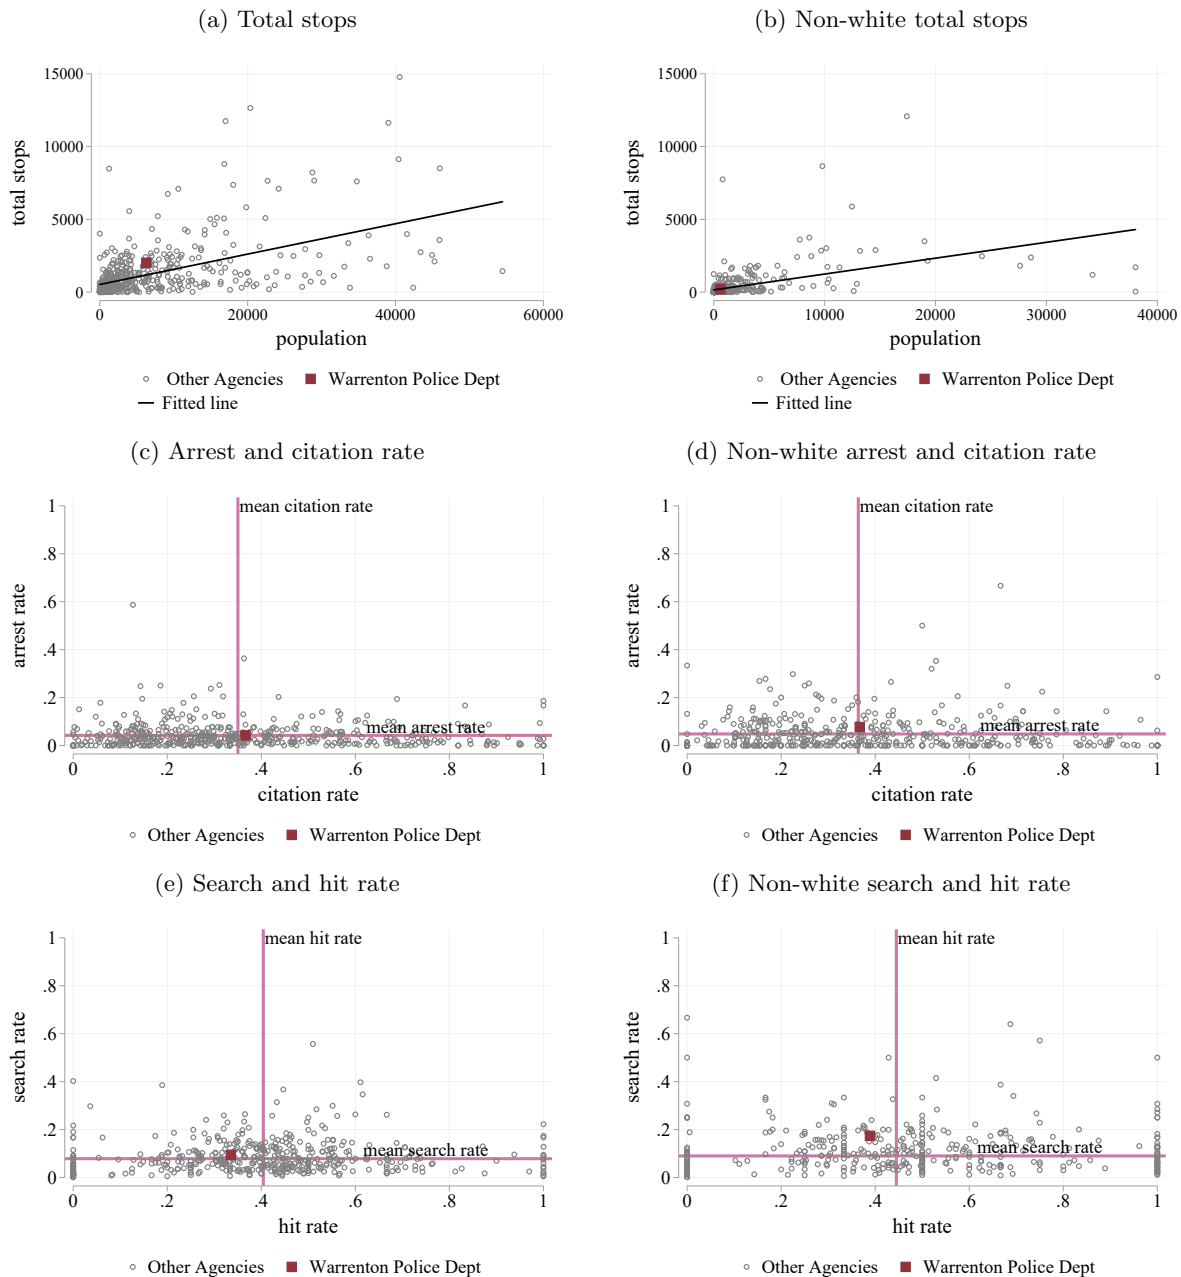 (a) Total stops
15000
10000
5000
0
total stops
0 20000 40000 60000
population
Other Agencies Warrenton Police Dept
Fitted line
(b) Non-white total stops
15000
10000
5000
0
total stops
0 10000 20000 30000 40000
population
Other Agencies Warrenton Police Dept
Fitted line
(c) Arrest and citation rate
mean citation rate
1
.8
.6
.4
.2
0
arrest rate
mean arrest rate
0 .2 .4 .6 .8 1
citation rate
Other Agencies Warrenton Police Dept
(d) Non-white arrest and citation rate
mean citation rate
1
.8
.6
.4
.2
0
arrest rate
mean arrest rate
0 .2 .4 .6 .8 1
citation rate
Other Agencies Warrenton Police Dept
(e) Search and hit rate
mean hit rate
1
.8
.6
.4
.2
0
search rate
mean search rate
0 .2 .4 .6 .8 1
hit rate
Other Agencies Warrenton Police Dept
(f) Non-white search and hit rate
mean hit rate
1
.8
.6
.4
.2
0
search rate
mean search rate
0 .2 .4 .6 .8 1
hit rate
Other Agencies Warrenton Police Dept